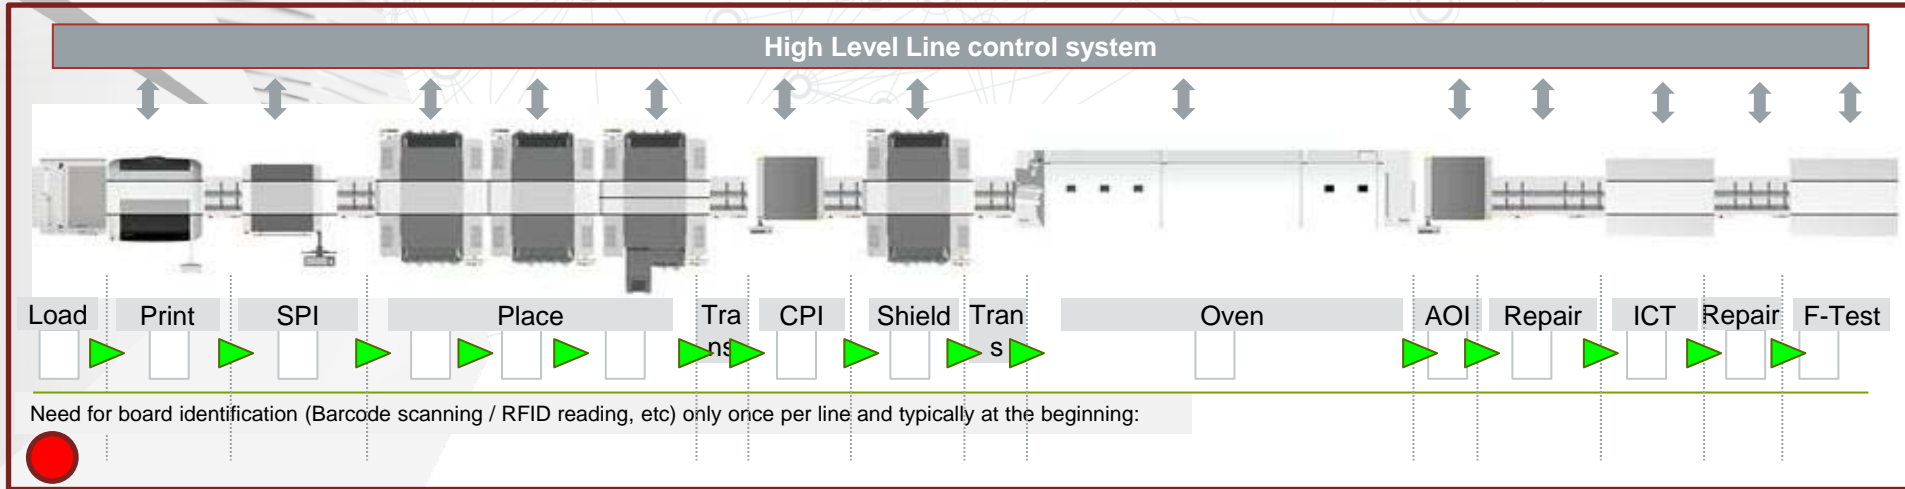 High Level Line control system
Load Print SPI Place Tra CPI Shield Tran Oven AOI Repair ICT Repair F-Test
ns s
Need for board identification (Barcode scanning / RFID reading, etc) only once per line and typically at the beginning: